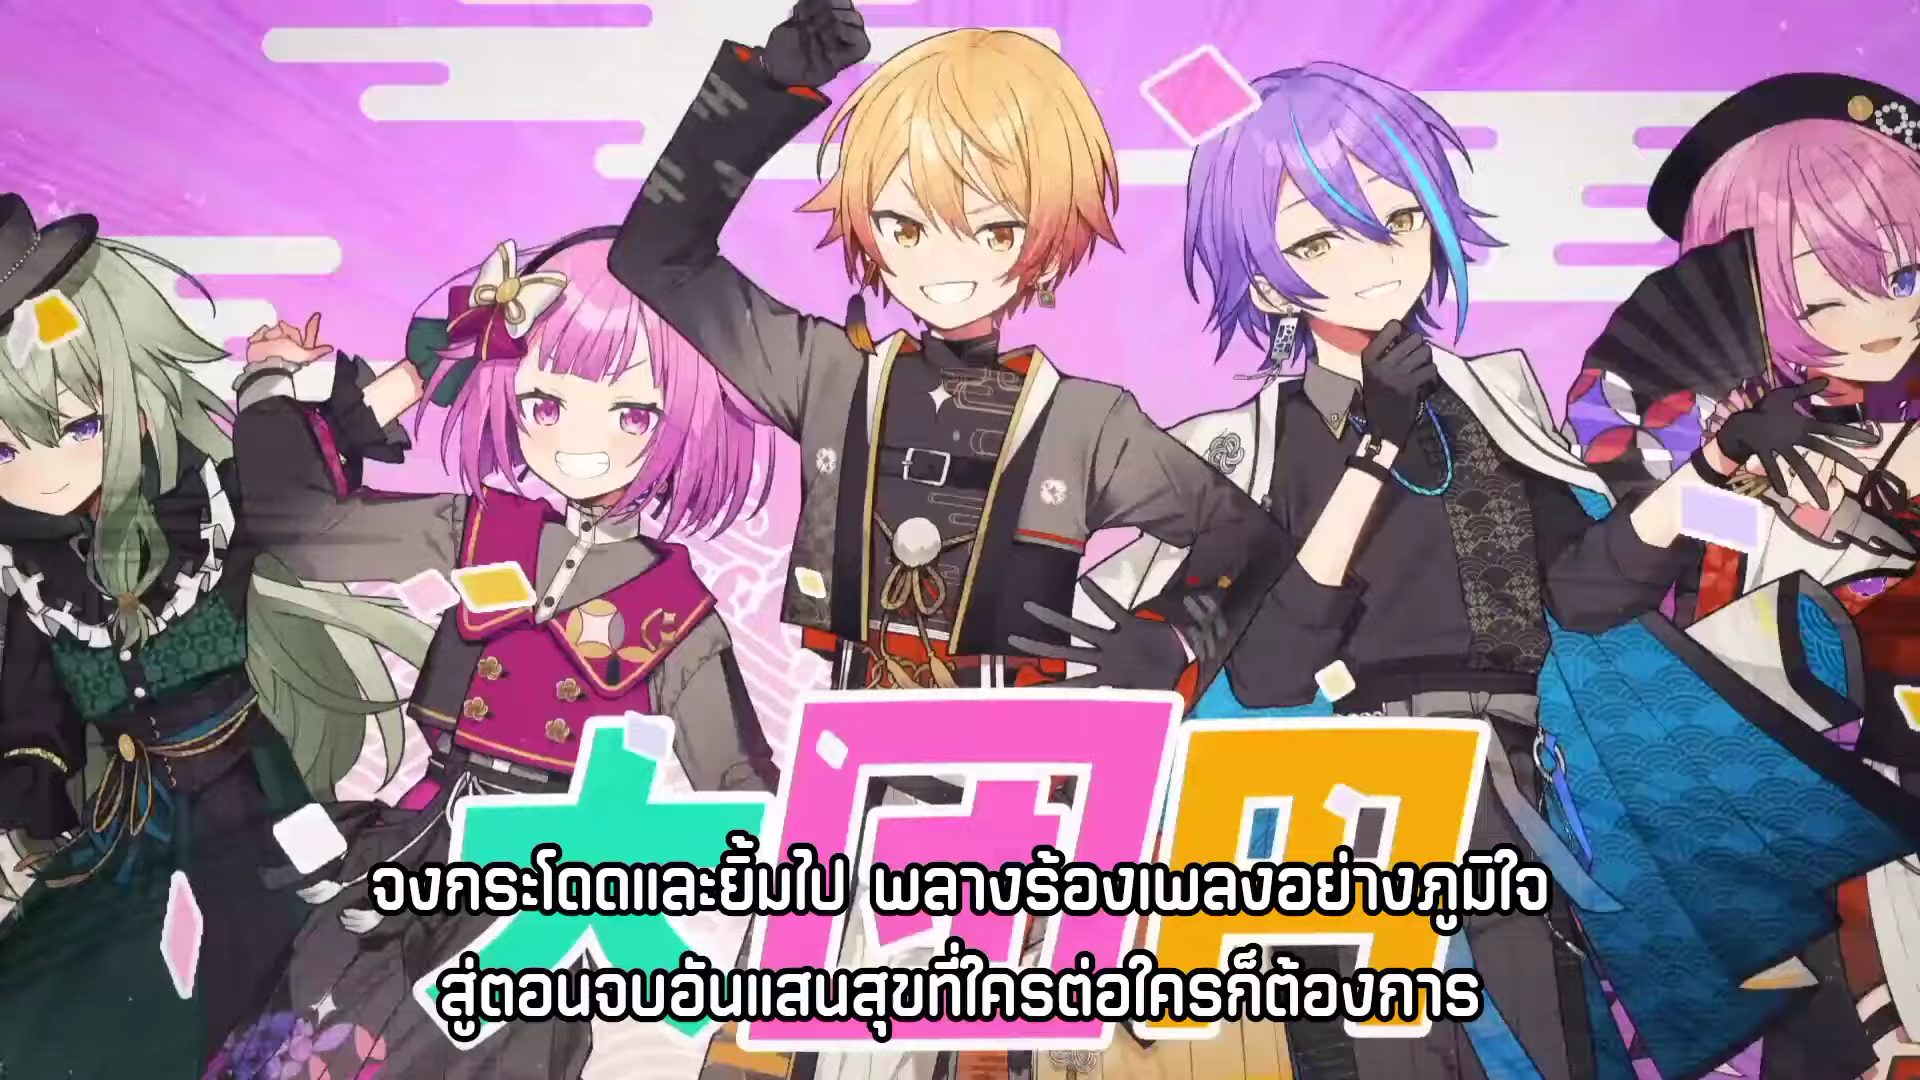 大団円
จงกระโดดและยิ้มไป พลางร้องเพลงอย่างภูมิใจ
สู่ตอนจบอันแสนสุขที่ใครต่อใครก็ต้องการ